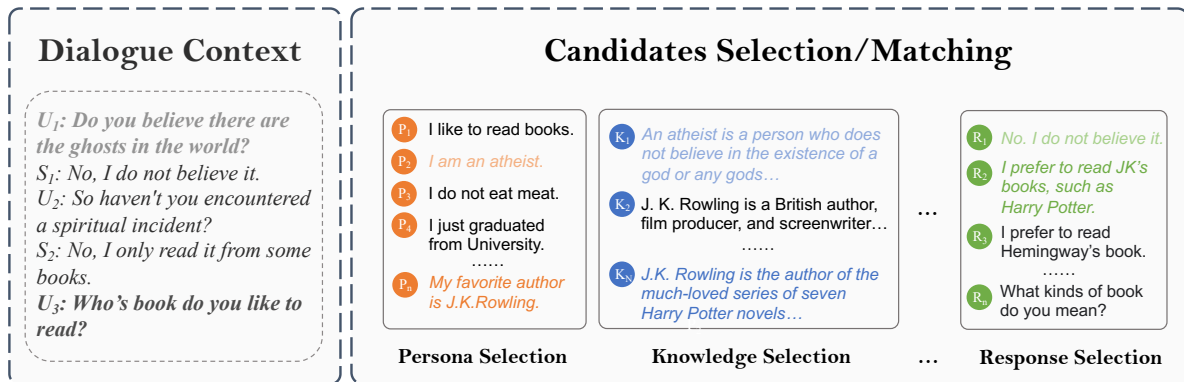 Dialogue Context
U1: Do you believe there are
the ghosts in the world?
S1: No, I do not believe it.
U2: So haven't you encountered
a spiritual incident?
S2: No, I only read it from some
books.
U3: Who's book do you like to
read?
Candidates Selection/Matching
P1 I like to read books.
P2 I am an atheist.
P3 I do not eat meat.
P4 I just graduated
from University.
......
Pn My favorite author
is J.K.Rowling.
Persona Selection
K1 An atheist is a person who does
not believe in the existence of a
god or any gods…
K2 J. K. Rowling is a British author,
film producer, and screenwriter…
......
KN J.K. Rowling is the author of the
much-loved series of seven
Harry Potter novels…
Knowledge Selection
...
...
R1 No. I do not believe it.
R2 I prefer to read JK's
books, such as
Harry Potter.
R3 I prefer to read
Hemingway's book.
......
Rn What kinds of book
do you mean?
Response Selection